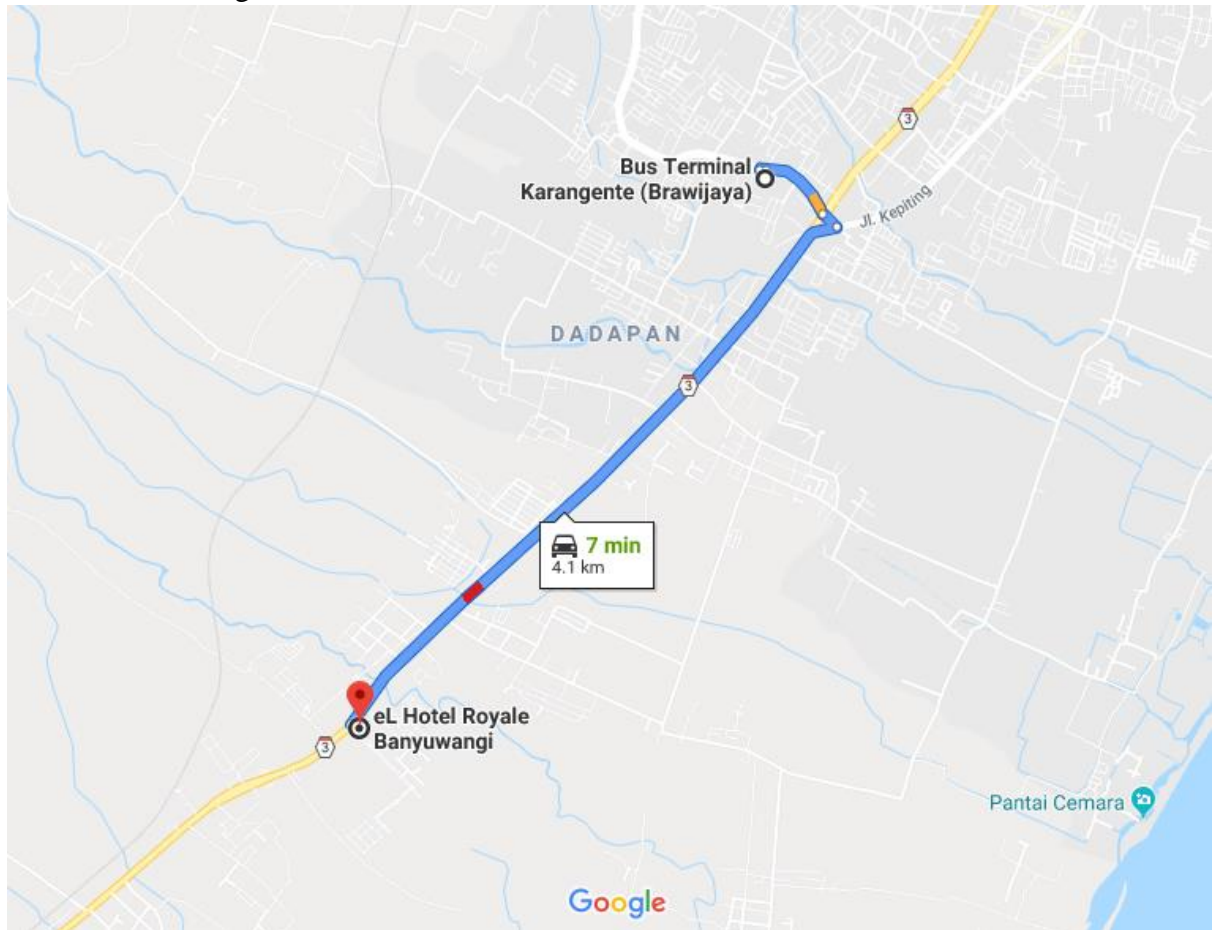 3
Bus Terminal
Karangente (Brawijaya)
Jl. Kepiting
DADAPAN
3
7 min
4.1 km
eL Hotel Royale
Banyuwangi
3
Pantai Cemara
Google